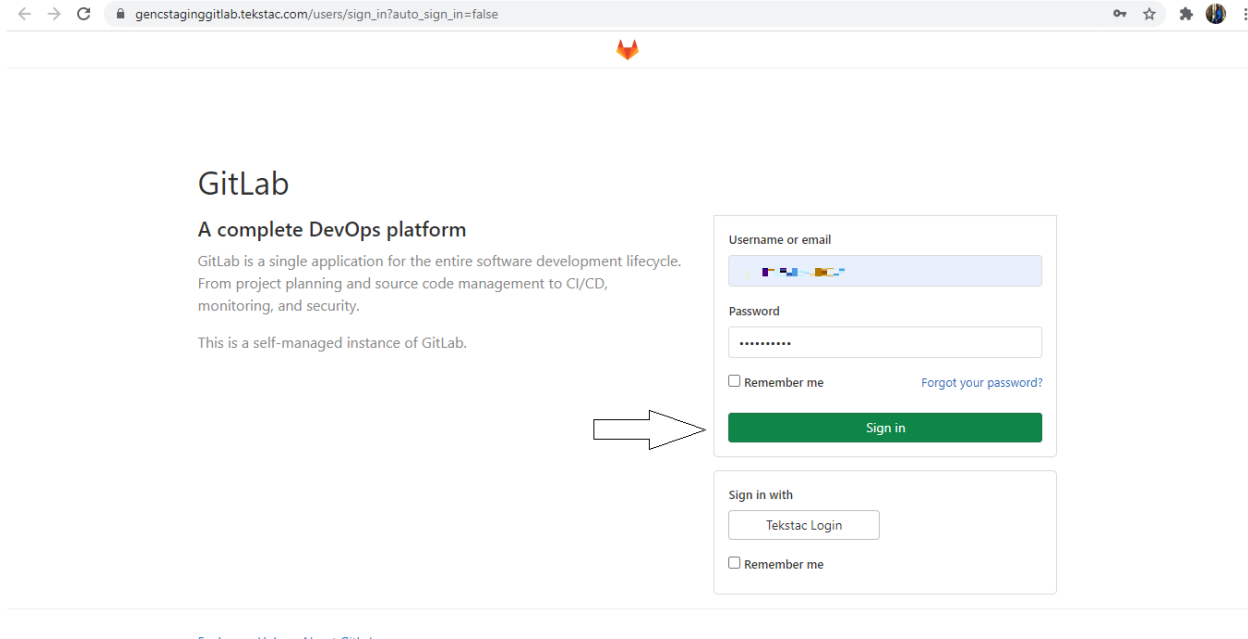 gencstaginggitlab.tekstac.com/users/sign_in?auto_sign_in=false
GitLab
A complete DevOps platform
GitLab is a single application for the entire software development lifecycle.
From project planning and source code management to CI/CD,
monitoring, and security.
This is a self-managed instance of GitLab.
Username or email
Password
Remember me
Forgot your password?
Sign in
Sign in with
Tekstac Login
Remember me